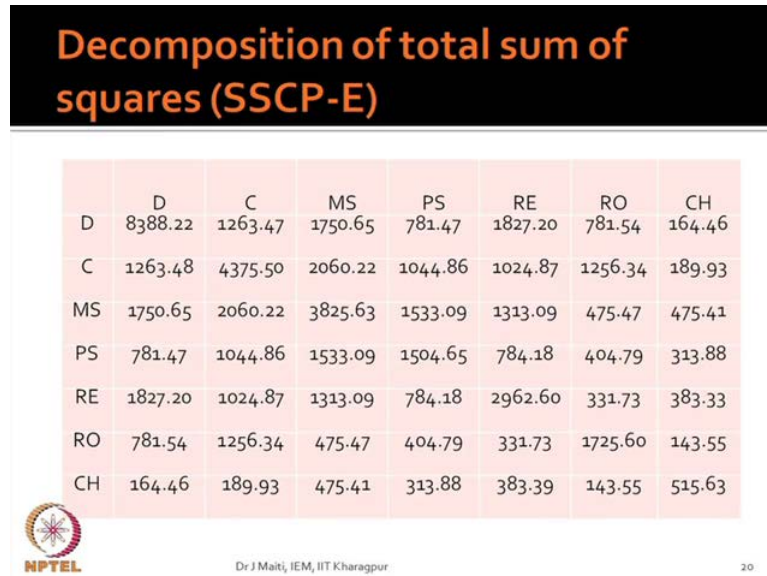 Decomposition of total sum of
squares (SSCP-E)
D C MS PS RE RO CH
D 8388.22 1263.47 1750.65 781.47 1827.20 781.54 164.46
C 1263.48 4375.50 2060.22 1044.86 1024.87 1256.34 189.93
MS 1750.65 2060.22 3825.63 1533.09 1313.09 475.47 475.41
PS 781.47 1044.86 1533.09 1504.65 784.18 404.79 313.88
RE 1827.20 1024.87 1313.09 784.18 2962.60 331.73 383.33
RO 781.54 1256.34 475.47 404.79 331.73 1725.60 143.55
CH 164.46 189.93 475.41 313.88 383.39 143.55 515.63
NPTEL
Dr J Maiti, IEM, IIT Kharagpur 20